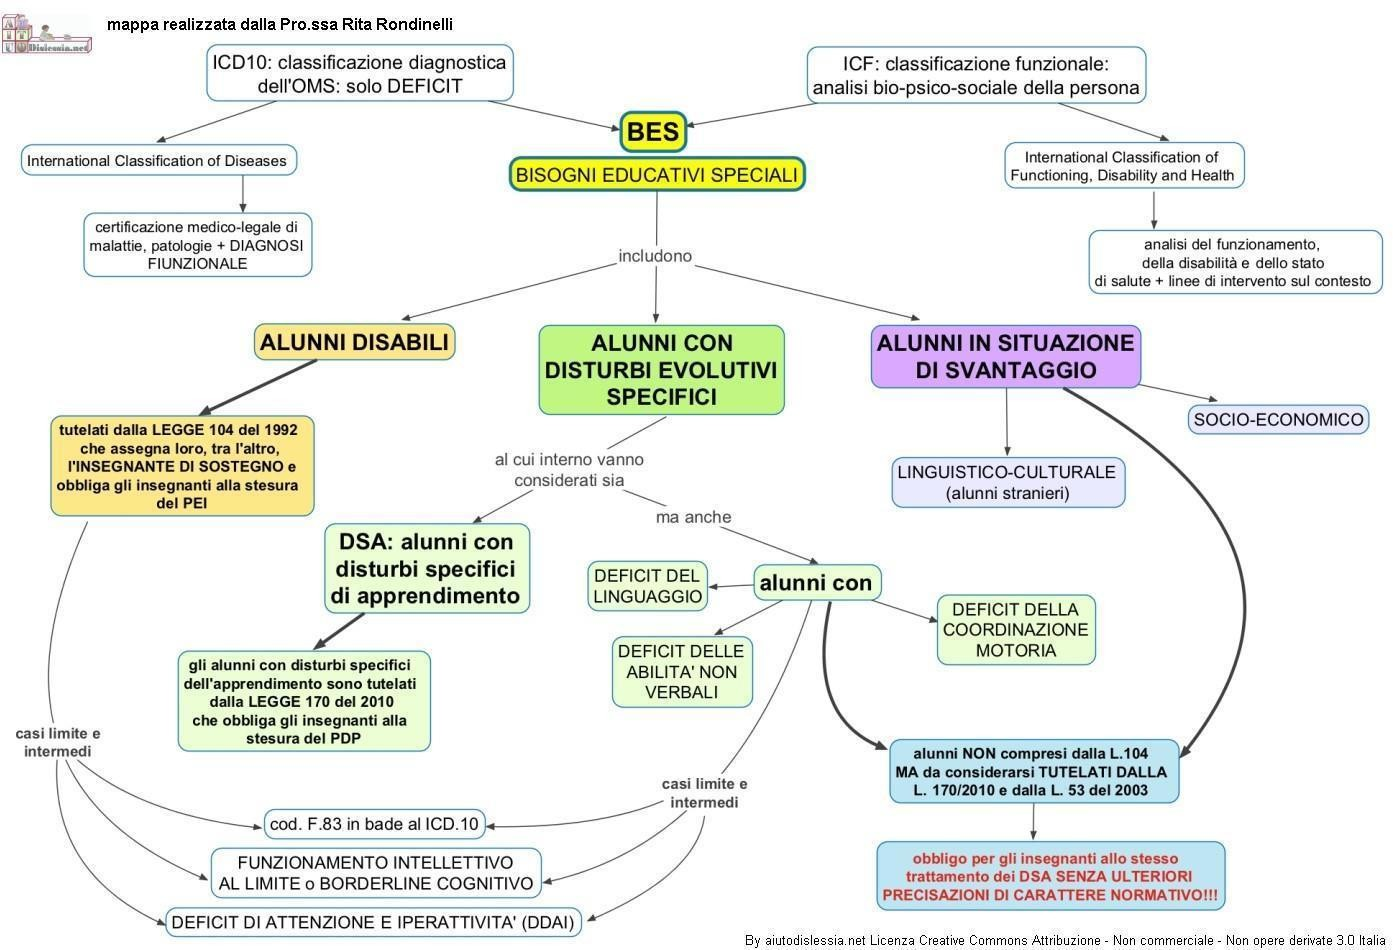 mappa realizzata dalla Pro.ssa Rita Rondinelli
Dislessia.net
ICD10: classificazione diagnostica
dell'OMS: solo DEFICIT
ICF: classificazione funzionale:
analisi bio-psico-sociale della persona
BES
BISOGNI EDUCATIVI SPECIALI
International Classification of Diseases
certificazione medico-legale di
malattie, patologie + DIAGNOSI
FIUNZIONALE
International Classification of
Functioning, Disability and Health
analisi del funzionamento,
della disabilità e dello stato
di salute + linee di intervento sul contesto
includono
ALUNNI DISABILI
ALUNNI CON
DISTURBI EVOLUTIVI
SPECIFICI
ALUNNI IN SITUAZIONE
DI SVANTAGGIO
tutelati dalla LEGGE 104 del 1992
che assegna loro, tra l'altro,
l'INSEGNANTE DI SOSTEGNO e
obbliga gli insegnanti alla stesura
del PEI
SOCIO-ECONOMICO
LINGUISTICO-CULTURALE
(alunni stranieri)
al cui interno vanno
considerati sia
ma anche
DSA: alunni con
disturbi specifici
di apprendimento
alunni con
DEFICIT DEL
LINGUAGGIO
DEFICIT DELLE
ABILITA' NON
VERBALI
DEFICIT DELLA
COORDINAZIONE
MOTORIA
gli alunni con disturbi specifici
dell'apprendimento sono tutelati
dalla LEGGE 170 del 2010
che obbliga gli insegnanti alla
stesura del PDP
casi limite e
intermedi
casi limite e
intermedi
alunni NON compresi dalla L.104
MA da considerarsi TUTELATI DALLA
L. 170/2010 e dalla L. 53 del 2003
cod. F.83 in bade al ICD.10
FUNZIONAMENTO INTELLETTIVO
AL LIMITE o BORDERLINE COGNITIVO
DEFICIT DI ATTENZIONE E IPERATTIVITA' (DDAI)
obbligo per gli insegnanti allo stesso
trattamento dei DSA SENZA ULTERIORI
PRECISAZIONI DI CARATTERE NORMATIVO!!!
By aiutodislessia.net Licenza Creative Commons Attribuzione - Non commerciale - Non opere derivate 3.0 Italia